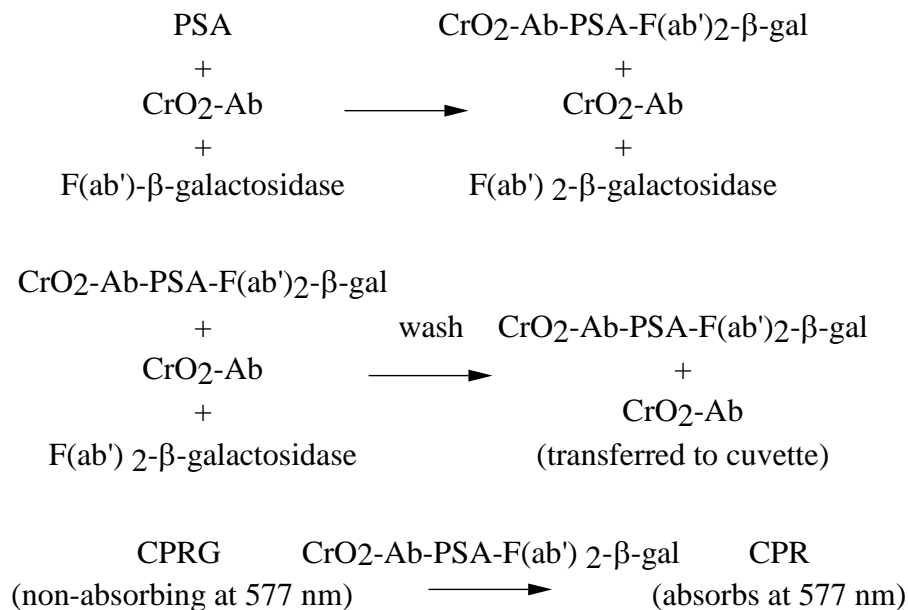 PSA CrO2-Ab-PSA-F(ab')2-β-gal
+ +
CrO2-Ab CrO2-Ab
+ +
F(ab')-β-galactosidase F(ab') 2-β-galactosidase
CrO2-Ab-PSA-F(ab')2-β-gal
+ wash CrO2-Ab-PSA-F(ab')2-β-gal
CrO2-Ab +
+ CrO2-Ab
F(ab') 2-β-galactosidase (transferred to cuvette)
CPRG CrO2-Ab-PSA-F(ab') 2-β-gal CPR
(non-absorbing at 577 nm) (absorbs at 577 nm)